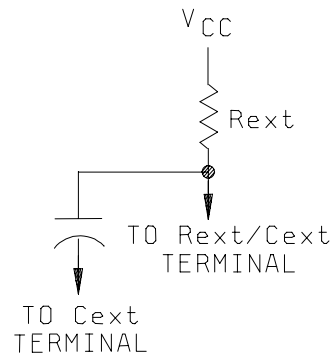 VCC
Rext
TO Rext/Cext
TERMINAL
TO Cext
TERMINAL